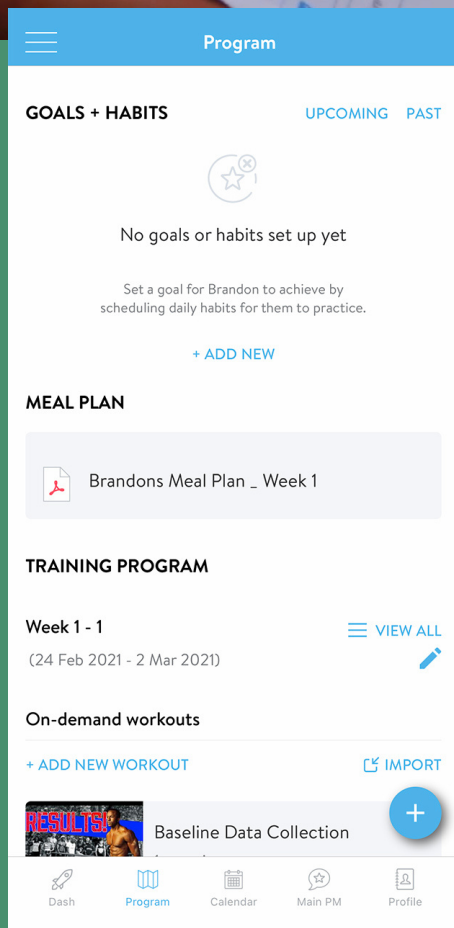 Program
GOALS + HABITS
UPCOMING
PAST
No goals or habits set up yet
Set a goal for Brandon to achieve by
scheduling daily habits for them to practice.
+ ADD NEW
MEAL PLAN
Brandons Meal Plan _ Week 1
TRAINING PROGRAM
Week 1 - 1
VIEW ALL
(24 Feb 2021 - 2 Mar 2021)
On-demand workouts
+ ADD NEW WORKOUT
IMPORT
RESULTS!
Baseline Data Collection
Dash
Program
Calendar
Main PM
Profile